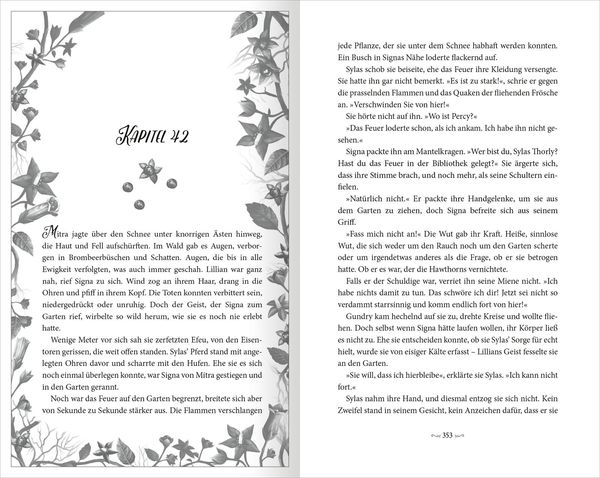 KAPITEL 42
Mitra jagte über den Schnee unter knorrigen Ästen hinweg,
die Haut und Fell aufschürften. Im Wald gab es Augen, verbor-
gen in Brombeerbüschen und Schatten. Augen, die bis in alle
Ewigkeit verfolgten, was auch immer geschah. Lillian war ganz
nah, rief Signa zu sich. Wind zog an ihrem Haar, drang in die
Ohren und pfiff in ihrem Kopf. Die Toten konnten verbittert sein,
niedergedrückt oder unruhig. Doch der Geist, der Signa zum
Garten rief, wirbelte so wild herum, wie sie es noch nie erlebt
hatte.
Wenige Meter vor sich sah sie zerfetzten Efeu, von den Eisen-
toren gerissen, die weit offen standen. Sylas' Pferd stand mit ange-
legten Ohren davor und scharrte mit den Hufen. Ehe sie es sich
noch einmal überlegen konnte, war Signa von Mitra gestiegen und
in den Garten gerannt.
Noch war das Feuer auf den Garten begrenzt, breitete sich aber
von Sekunde zu Sekunde stärker aus. Die Flammen verschlangen
jede Pflanze, der sie unter dem Schnee habhaft werden konnten.
Ein Busch in Signas Nähe loderte flackernd auf.
Sylas schob sie beiseite, ehe das Feuer ihre Kleidung versengte.
Sie hatte ihn gar nicht bemerkt. »Es ist zu stark!«, schrie er gegen
die prasselnden Flammen und das Quaken der fliehenden Frösche
an. »Verschwinden Sie von hier!«
Sie hörte nicht auf ihn. »Wo ist Percy?«
»Das Feuer loderte schon, als ich ankam. Ich habe ihn nicht ge-
sehen.«
Signa packte ihn am Mantelkragen. »Wer bist du, Sylas Thorly?
Hast du das Feuer in der Bibliothek gelegt?« Sie ärgerte sich,
dass ihre Stimme brach, und noch mehr, als seine Schultern ein-
fielen.
»Natürlich nicht.« Er packte ihre Handgelenke, um sie aus
dem Garten zu ziehen, doch Signa befreite sich aus seinem
Griff.
»Fass mich nicht an!« Die Wut gab ihr Kraft. Heiße, sinnlose
Wut, die sich weder um den Rauch noch um den Garten scherte
oder um irgendetwas anderes als die Frage, ob er sie betrogen
hatte. Ob er es war, der die Hawthorns vernichtete.
Falls er der Schuldige war, verriet ihn seine Miene nicht. »Ich
habe nichts damit zu tun. Das schwöre ich dir! Jetzt sei nicht so
verdammt starrsinnig und komm endlich fort von hier!«
Gundry kam hechelnd auf sie zu, drehte Kreise und wollte flie-
hen. Doch selbst wenn Signa hätte laufen wollen, ihr Körper ließ
es nicht zu. Ehe sie entscheiden konnte, ob sie Sylas' Sorge für echt
hielt, wurde sie von eisiger Kälte erfasst – Lillians Geist fesselte sie
an den Garten.
»Sie will, dass ich hierbleibe«, erklärte sie Sylas. »Ich kann nicht
fort.«
Sylas nahm ihre Hand, und diesmal entzog sie sich nicht. Kein
Zweifel stand in seinem Gesicht, kein Anzeichen dafür, dass er sie
353